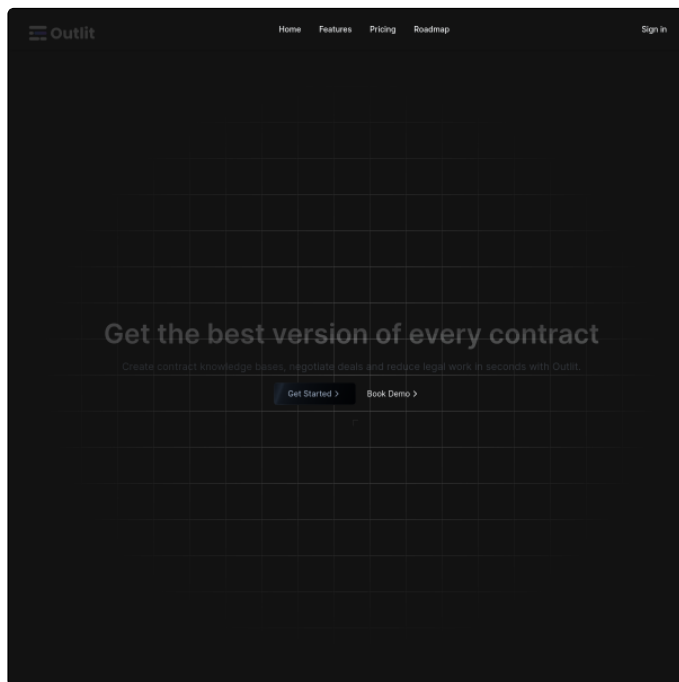 Outlit
Home Features Pricing Roadmap
Sign in
Get the best version of every contract
Create contract knowledge bases, negotiate deals and reduce legal work in seconds with Outlit.
Get Started
Book Demo